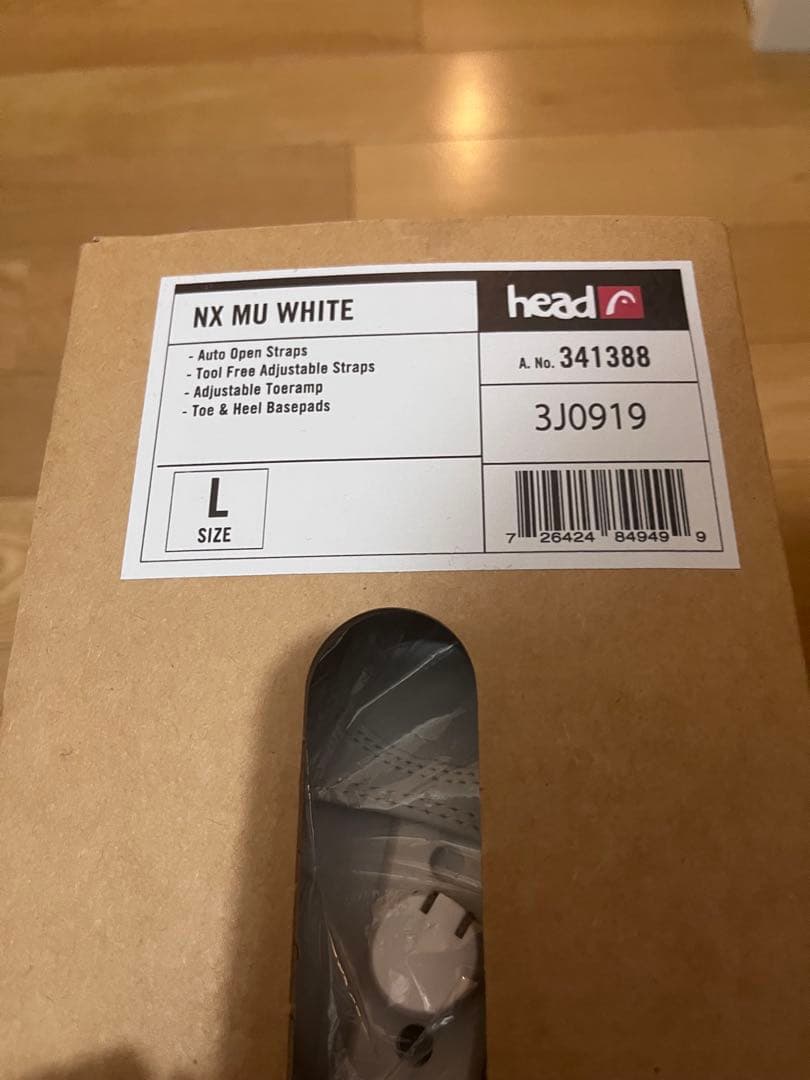 NX MU WHITE
head
- Auto Open Straps
- Tool Free Adjustable Straps
- Adjustable Toeramp
- Toe & Heel Basepads
A. No. 341388
3J0919
L
SIZE
7 26424 84949 9